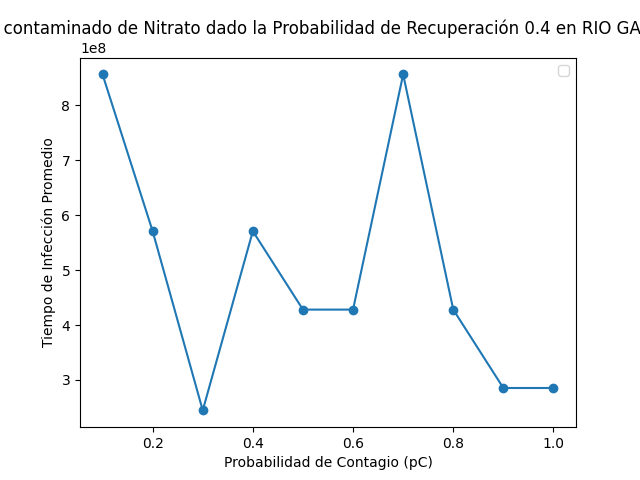 contaminado de Nitrato dado la Probabilidad de Recuperación 0.4 en RIO GA
1e8
8
7
6
5
4
3
Tiempo de Infección Promedio
0.2 0.4 0.6 0.8 1.0
Probabilidad de Contagio (pC)